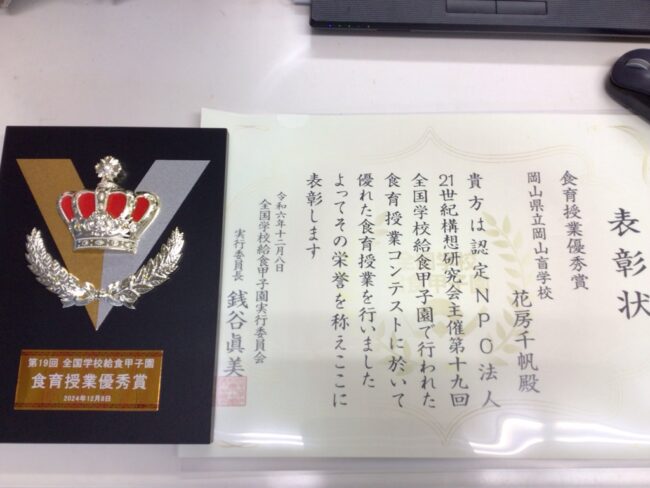 第19回 全国学校給食甲子園
食育授業優秀賞
2024年12月8日
表彰状
食育授業優秀賞
岡山県立岡山盲学校
花房千帆殿
貴方は認定NPO法人
21世紀構想研究会主催第十九回
全国学校給食甲子園で行われた
食育授業コンテストに於いて
優れた食育授業を行いました
よってその栄誉を称えここに
表彰します
令和六年十二月八日
全国学校給食甲子園実行委員会
実行委員長 銭谷眞美